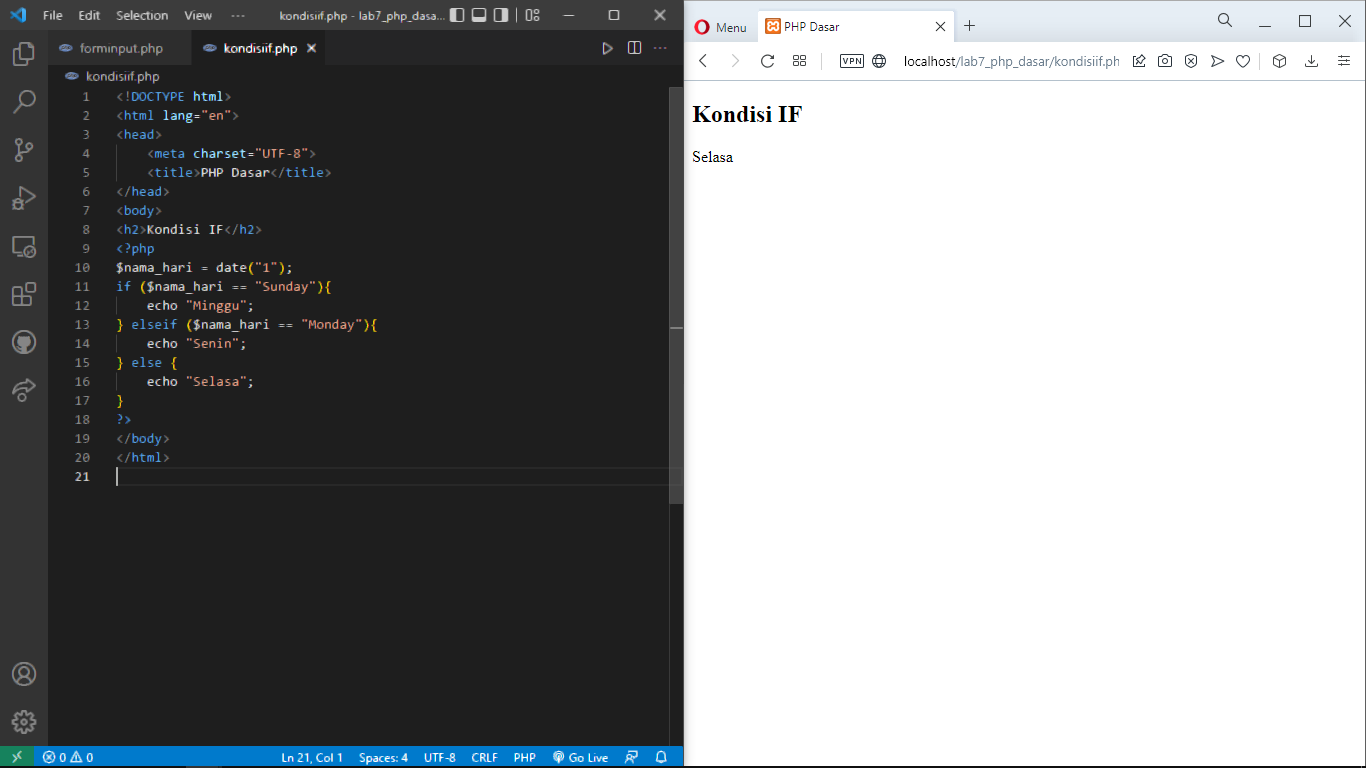 File Edit Selection View ··· kondisiif.php - lab7_php_dasa...
forminput.php kondisiif.php
kondisiif.php
1 <!DOCTYPE html>
2 <html lang="en">
3 <head>
4 <meta charset="UTF-8">
5 <title>PHP Dasar</title>
6 </head>
7 <body>
8 <h2>Kondisi IF</h2>
9 <?php
10 $nama_hari = date("1");
11 if ($nama_hari == "Sunday"){
12 echo "Minggu";
13 } elseif ($nama_hari == "Monday"){
14 echo "Senin";
15 } else {
16 echo "Selasa";
17 }
18 ?>
19 </body>
20 </html>
21
0 0 Ln 21, Col 1 Spaces: 4 UTF-8 CRLF PHP Go Live
Menu PHP Dasar
VPN localhost/lab7_php_dasar/kondisiif.ph
Kondisi IF
Selasa